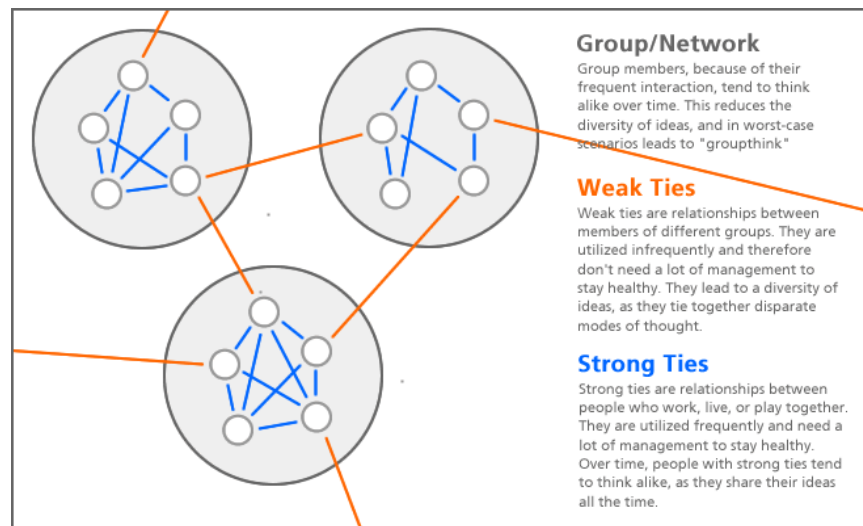 Group/Network
Group members, because of their
frequent interaction, tend to think
alike over time. This reduces the
diversity of ideas, and in worst-case
scenarios leads to "groupthink"
Weak Ties
Weak ties are relationships between
members of different groups. They are
utilized infrequently and therefore
don't need a lot of management to
stay healthy. They lead to a diversity of
ideas, as they tie together disparate
modes of thought.
Strong Ties
Strong ties are relationships between
people who work, live, or play together.
They are utilized frequently and need a
lot of management to stay healthy.
Over time, people with strong ties tend
to think alike, as they share their ideas
all the time.